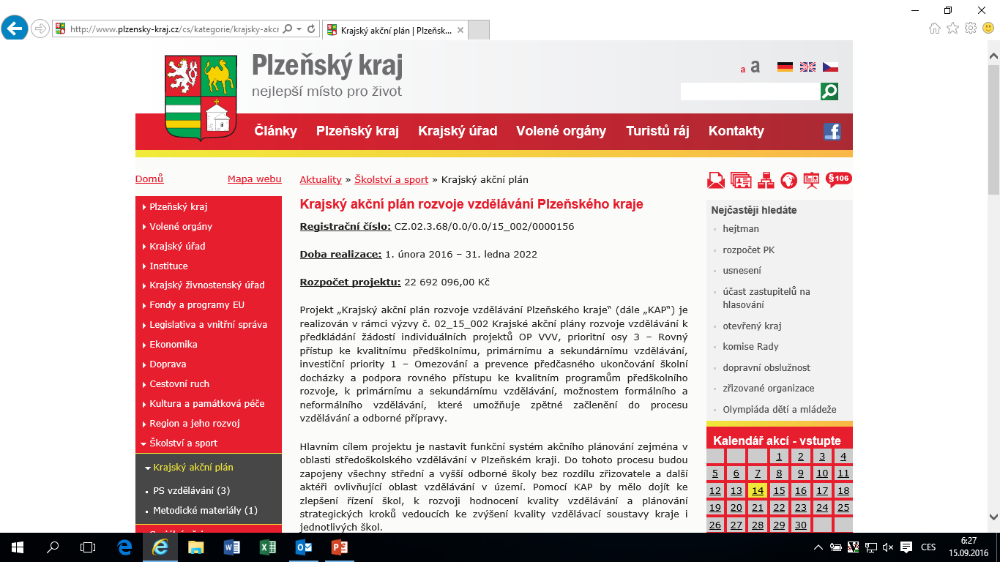 http://www.plzensky-kraj.cz/cs/kategorie/krajsky-akcr
Krajský akční plán | Plzeňsk...
Plzeňský kraj
nejlepší místo pro život
a a
Články Plzeňský kraj Krajský úřad Volené orgány Turistů ráj Kontakty
Domů Mapa webu
Plzeňský kraj
Volené orgány
Krajský úřad
Instituce
Krajský živnostenský úřad
Fondy a programy EU
Legislativa a vnitřní správa
Ekonomika
Doprava
Cestovní ruch
Kultura a památková péče
Region a jeho rozvoj
Školství a sport
Krajský akční plán
PS vzdělávání (3)
Metodické materiály (1)
Aktuality » Školství a sport » Krajský akční plán
Krajský akční plán rozvoje vzdělávání Plzeňského kraje
Registrační číslo: CZ.02.3.68/0.0/0.0/15_002/0000156
Doba realizace: 1. února 2016 – 31. ledna 2022
Rozpočet projektu: 22 692 096,00 Kč
Projekt „Krajský akční plán rozvoje vzdělávání Plzeňského kraje“ (dále „KAP“) je
realizován v rámci výzvy č. 02_15_002 Krajské akční plány rozvoje vzdělávání k
předkládání žádostí individuálních projektů OP VVV, prioritní osy 3 – Rovný
přístup ke kvalitnímu předškolnímu, primárnímu a sekundárnímu vzdělávání,
investiční priority 1 – Omezování a prevence předčasného ukončování školní
docházky a podpora rovného přístupu ke kvalitním programům předškolního
rozvoje, k primárnímu a sekundárnímu vzdělávání, možnostem formálního a
neformálního vzdělávání, které umožňuje zpětné začlenění do procesu
vzdělávání a odborné přípravy.
Hlavním cílem projektu je nastavit funkční systém akčního plánování zejména v
oblasti středoškolského vzdělávání v Plzeňském kraji. Do tohoto procesu budou
zapojeny všechny střední a vyšší odborné školy bez rozdílu zřizovatele a další
aktéři ovlivňující oblast vzdělávání v území. Pomocí KAP by mělo dojít ke
zlepšení řízení škol, k rozvoji hodnocení kvality vzdělávání a plánování
strategických kroků vedoucích ke zvýšení kvality vzdělávací soustavy kraje i
jednotlivých škol.
§106
Nejčastěji hledáte
hejtman
rozpočet PK
usnesení
účast zastupitelů na
hlasování
otevřený kraj
komise Rady
dopravní obslužnost
zřizované organizace
Olympiáda dětí a mládeže
Kalendář akcí - vstupte
1 2 3 4
5 6 7 8 9 10 11
12 13 14 15 16 17 18
19 20 21 22 23 24 25
26 27 28 29 30
CES
6:27
15.09.2016